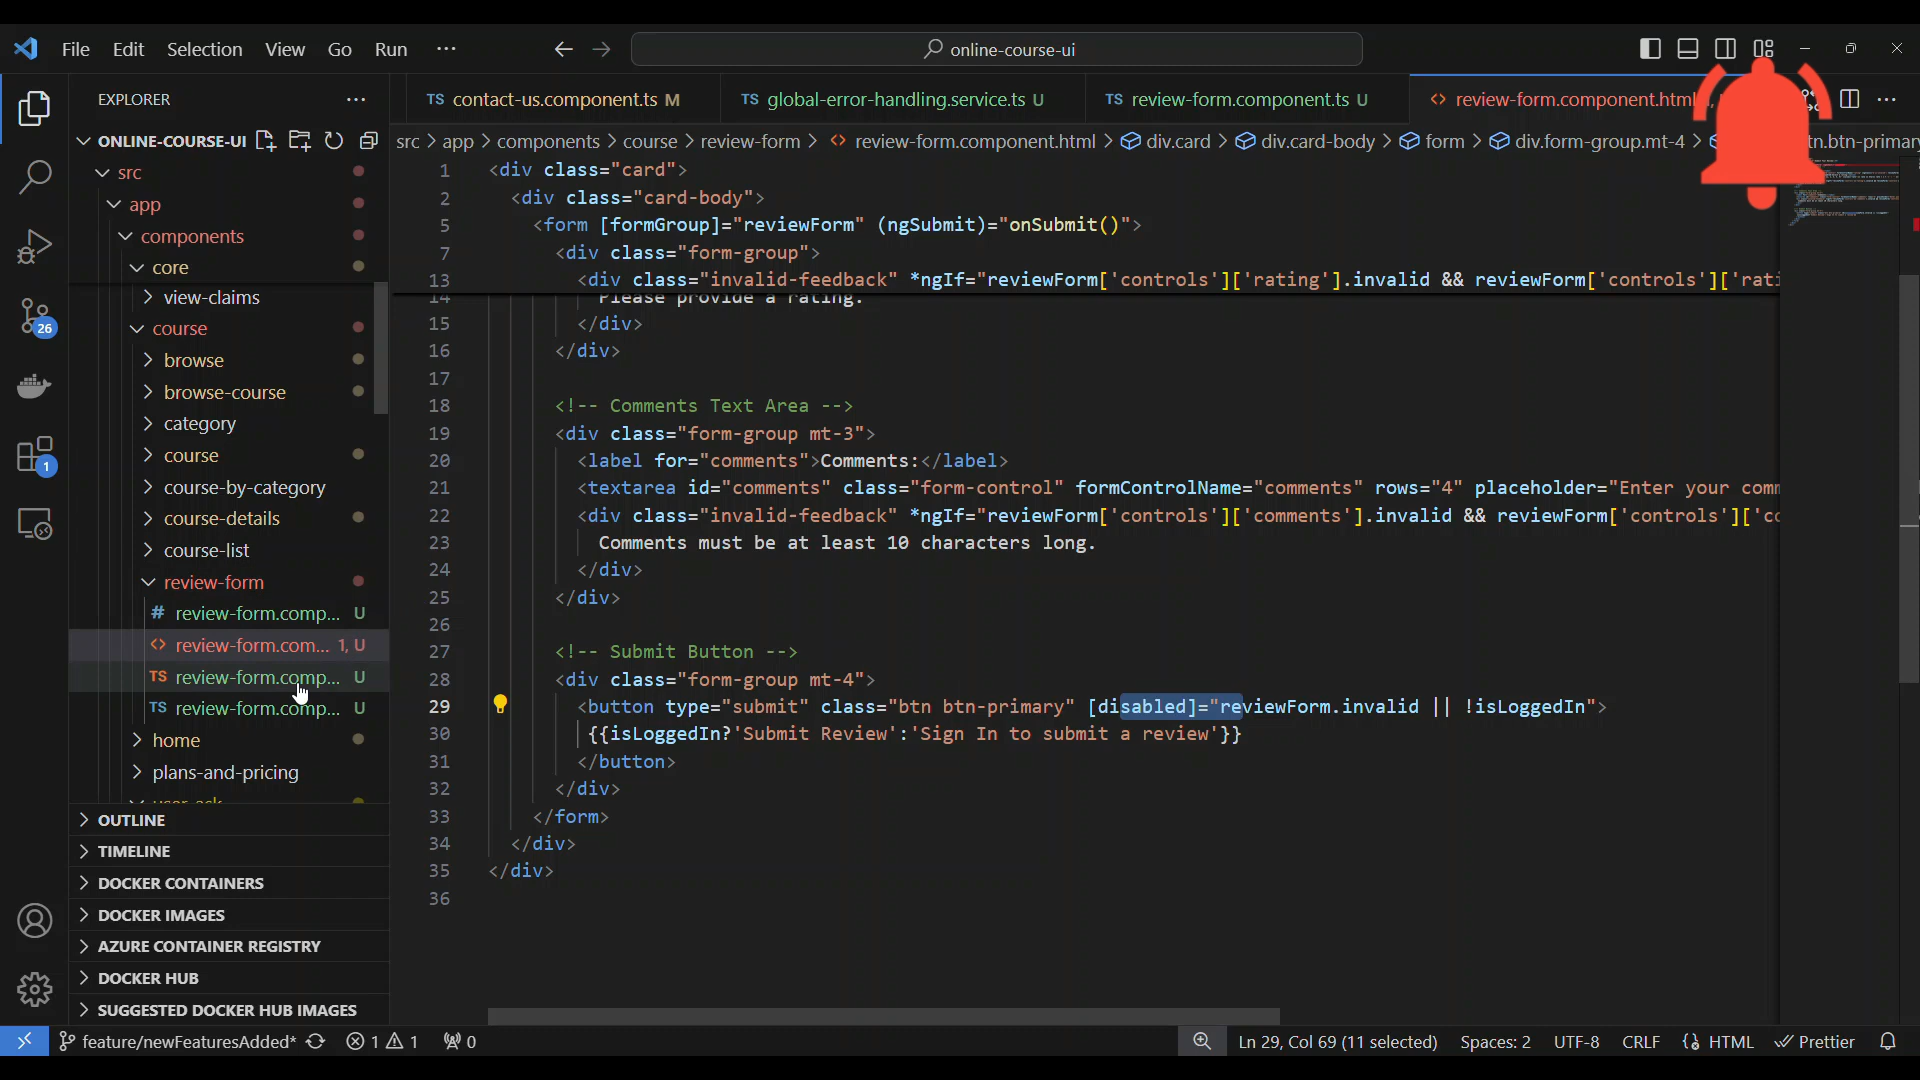 File Edit Selection View Go Run ···
online-course-ui
EXPLORER
ONLINE-COURSE-UI
src
app
components
core
view-claims
course
browse
browse-course
category
course
course-by-category
course-details
course-list
review-form
# review-form.comp... U
<> review-form.com... 1, U
TS review-form.comp... U
TS review-form.comp... U
home
plans-and-pricing
OUTLINE
TIMELINE
DOCKER CONTAINERS
DOCKER IMAGES
AZURE CONTAINER REGISTRY
DOCKER HUB
SUGGESTED DOCKER HUB IMAGES
26
1
TS contact-us.component.ts M
TS global-error-handling.service.ts U
TS review-form.component.ts U
<> review-form.component.html
src > app > components > course > review-form > <> review-form.component.html > div.card > div.card-body > form > div.form-group.mt-4 > tn.btn-primary
1 <div class="card">
2 <div class="card-body">
5 <form [formGroup]="reviewForm" (ngSubmit)="onSubmit()">
7 <div class="form-group">
13 <div class="invalid-feedback" *ngIf="reviewForm['controls']['rating'].invalid && reviewForm['controls']['rati
14 Please provide a rating.
15 </div>
16 </div>
17
18 <!-- Comments Text Area -->
19 <div class="form-group mt-3">
20 <label for="comments">Comments:</label>
21 <textarea id="comments" class="form-control" formControlName="comments" rows="4" placeholder="Enter your comm
22 <div class="invalid-feedback" *ngIf="reviewForm['controls']['comments'].invalid && reviewForm['controls']['co
23 Comments must be at least 10 characters long.
24 </div>
25 </div>
26
27 <!-- Submit Button -->
28 <div class="form-group mt-4">
29 <button type="submit" class="btn btn-primary" [disabled]="reviewForm.invalid || !isLoggedIn">
30 {{isLoggedIn?'Submit Review':'Sign In to submit a review'}}
31 </button>
32 </div>
33 </form>
34 </div>
35 </div>
36
feature/newFeaturesAdded* 1 1 0
Ln 29, Col 69 (11 selected) Spaces: 2 UTF-8 CRLF HTML Prettier